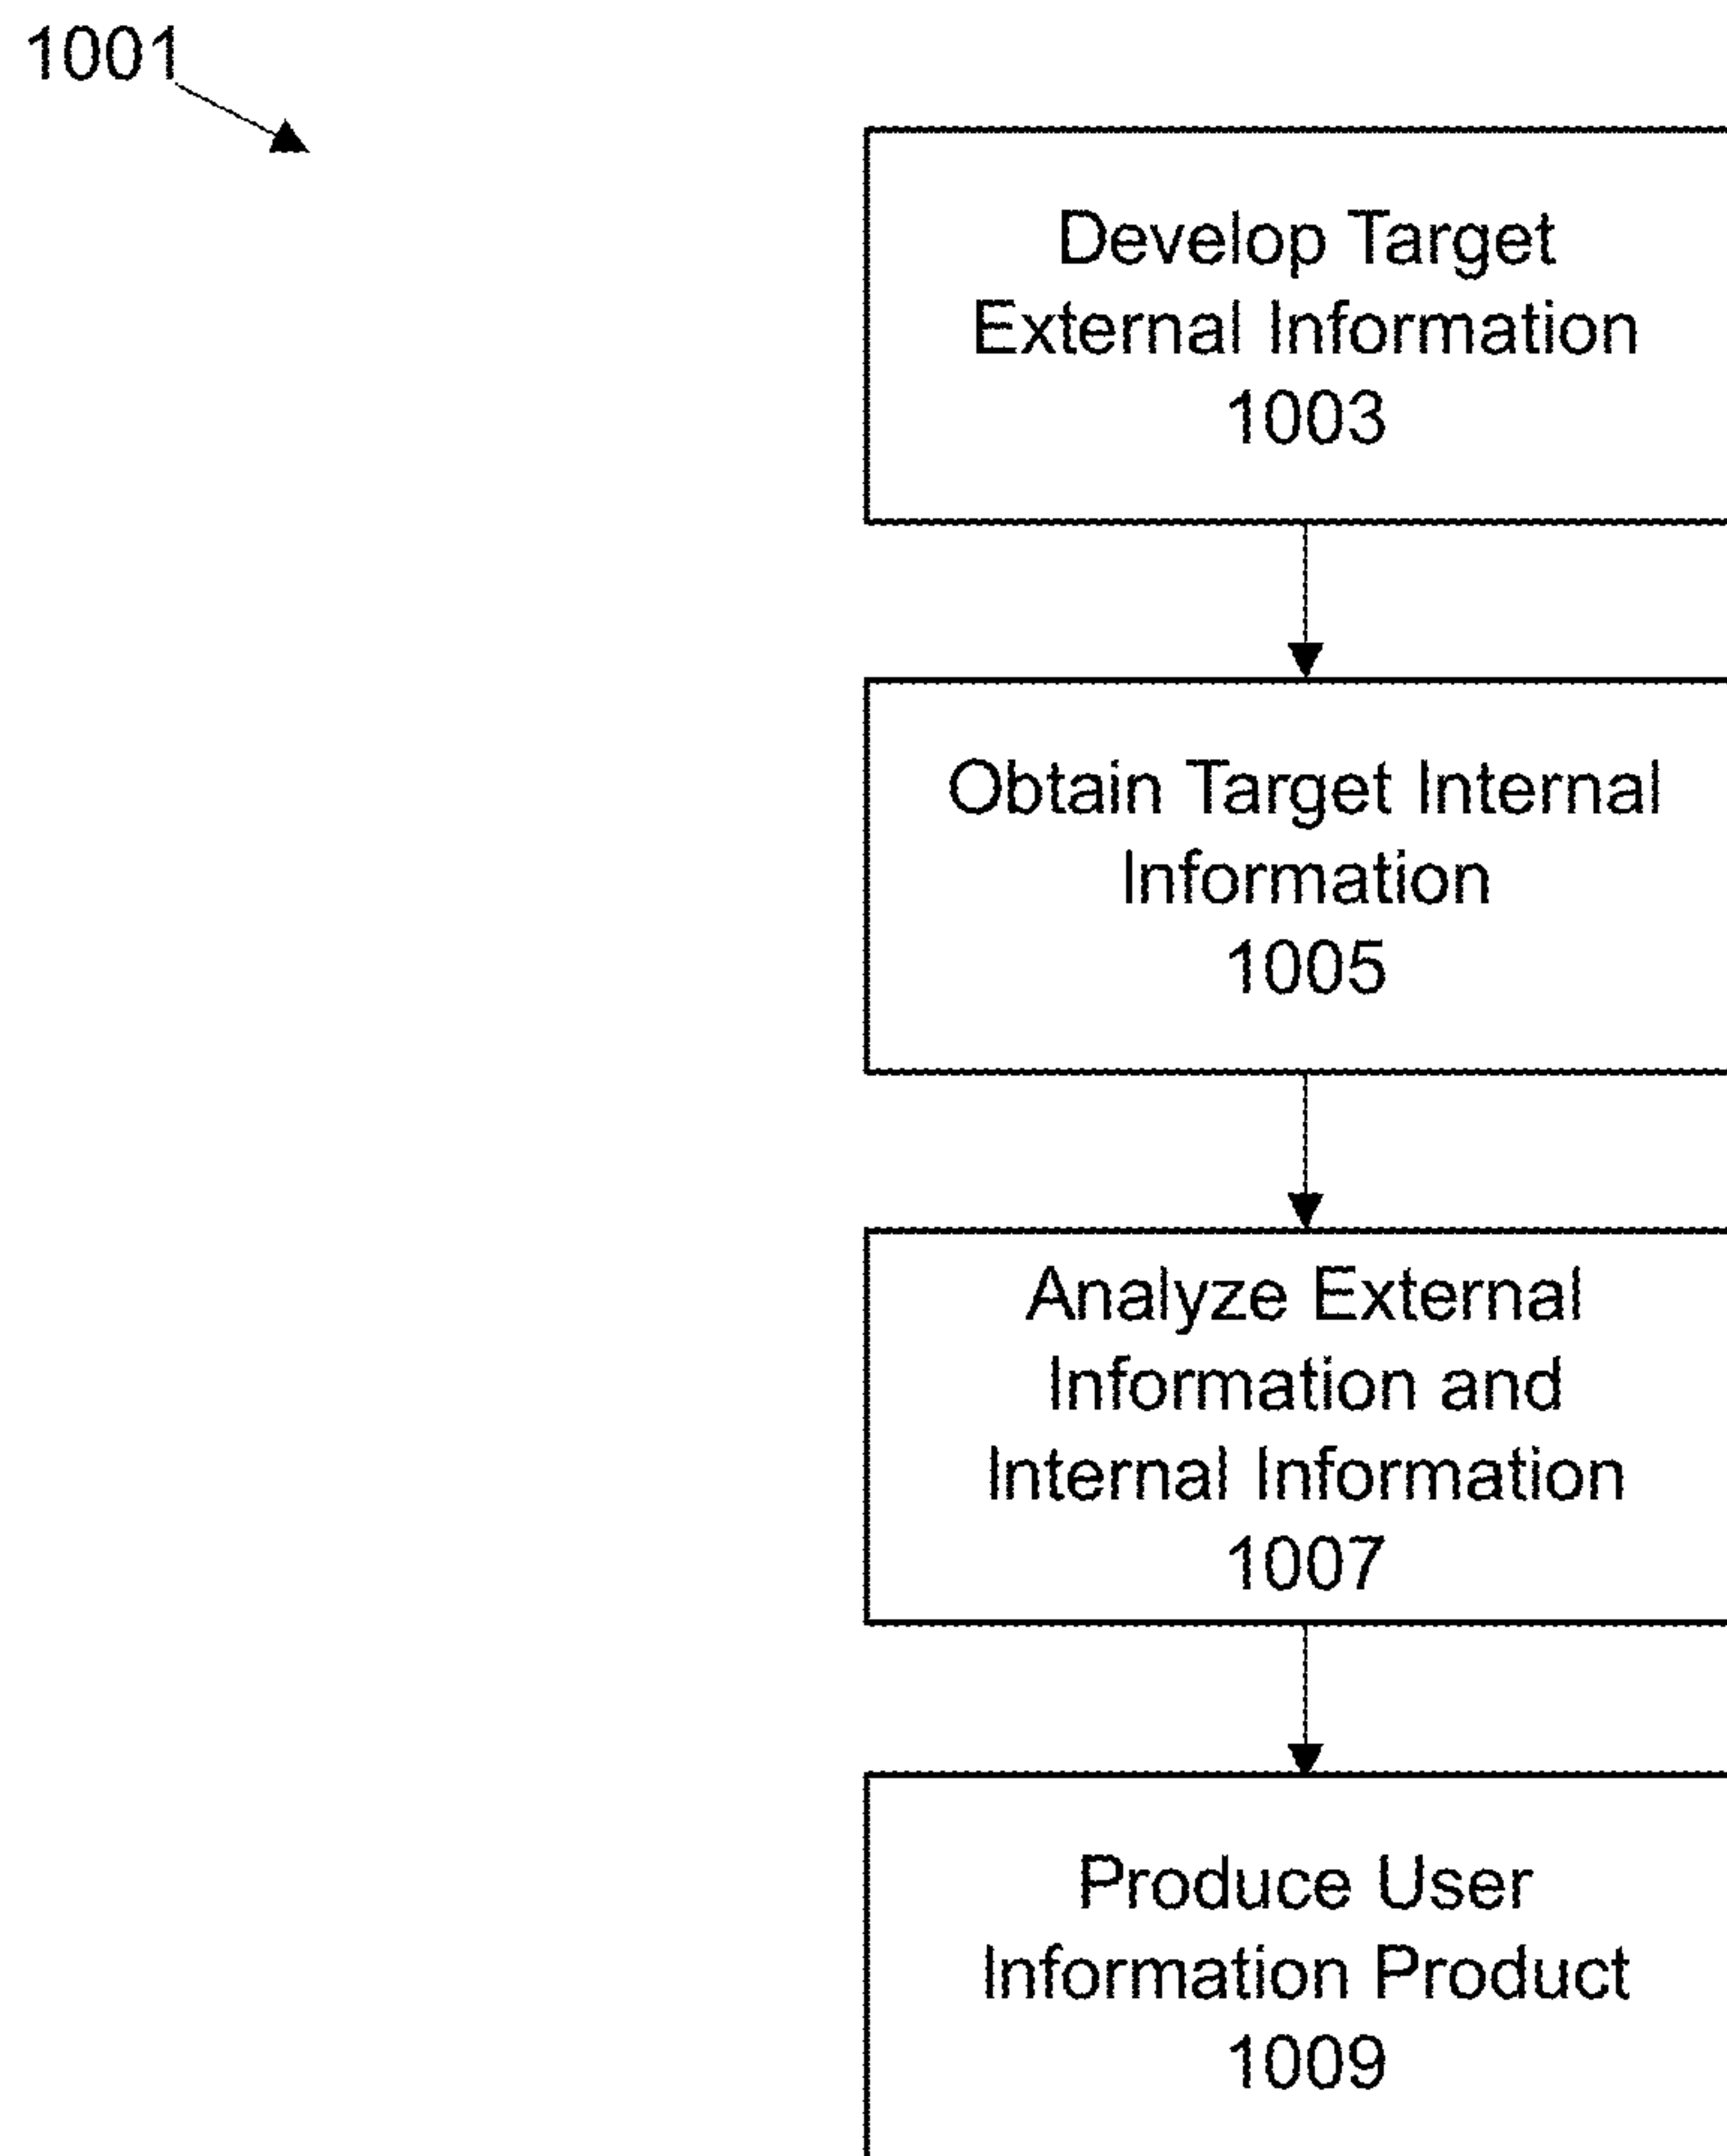 1001
Develop Target
External Information
1003
Obtain Target Internal
Information
1005
Analyze External
Information and
Internal Information
1007
Produce User
Information Product
1009